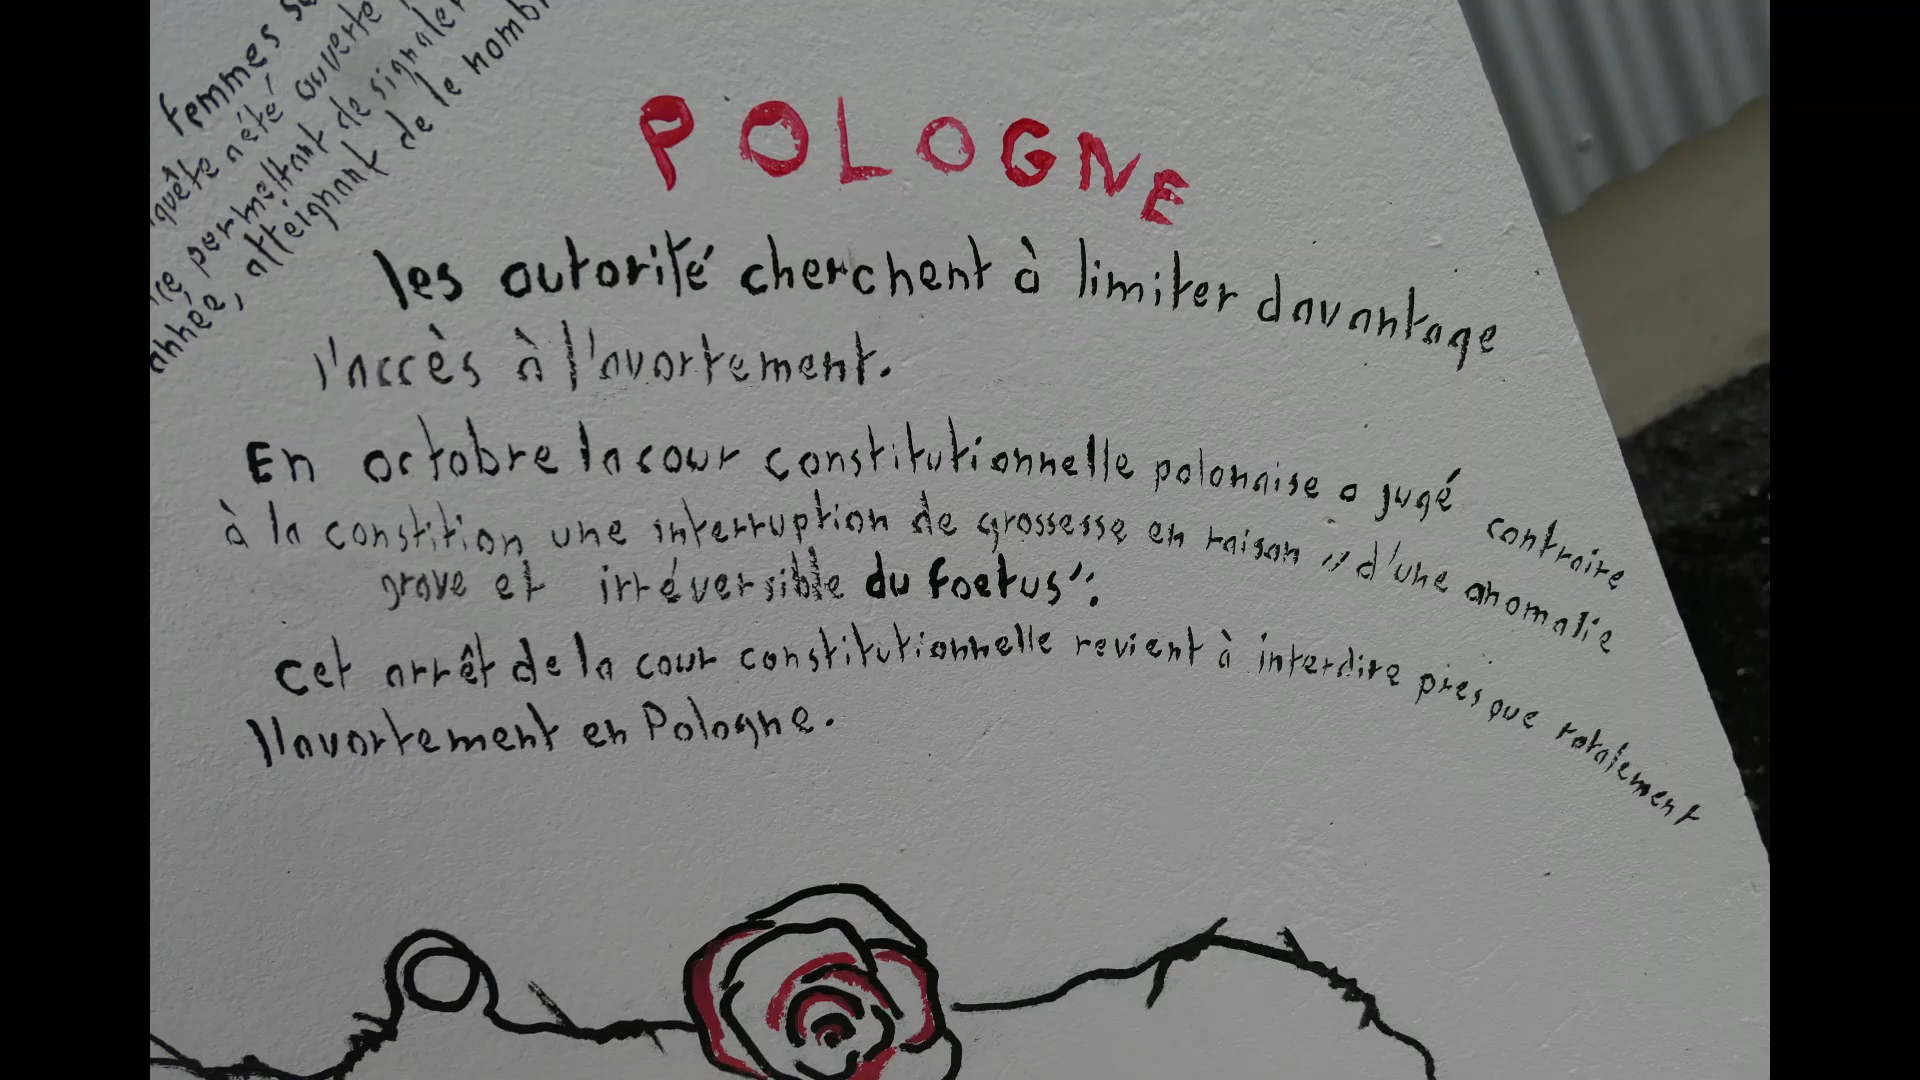 femmes
quête a été ouverte
permettant de signaler
année, atteignant de le nomb
POLOGNE
les autorité cherchent à limiter davantage
l'accès à l'avortement.
En octobre la cour constitutionnelle polonaise a jugé contraire
à la constition une interruption de grossesse en raison " d'une anomalie
grave et irréversible du foetus".
cet arrêt de la cour constitutionnelle revient à interdire presque totalement
l'avortement en Pologne.